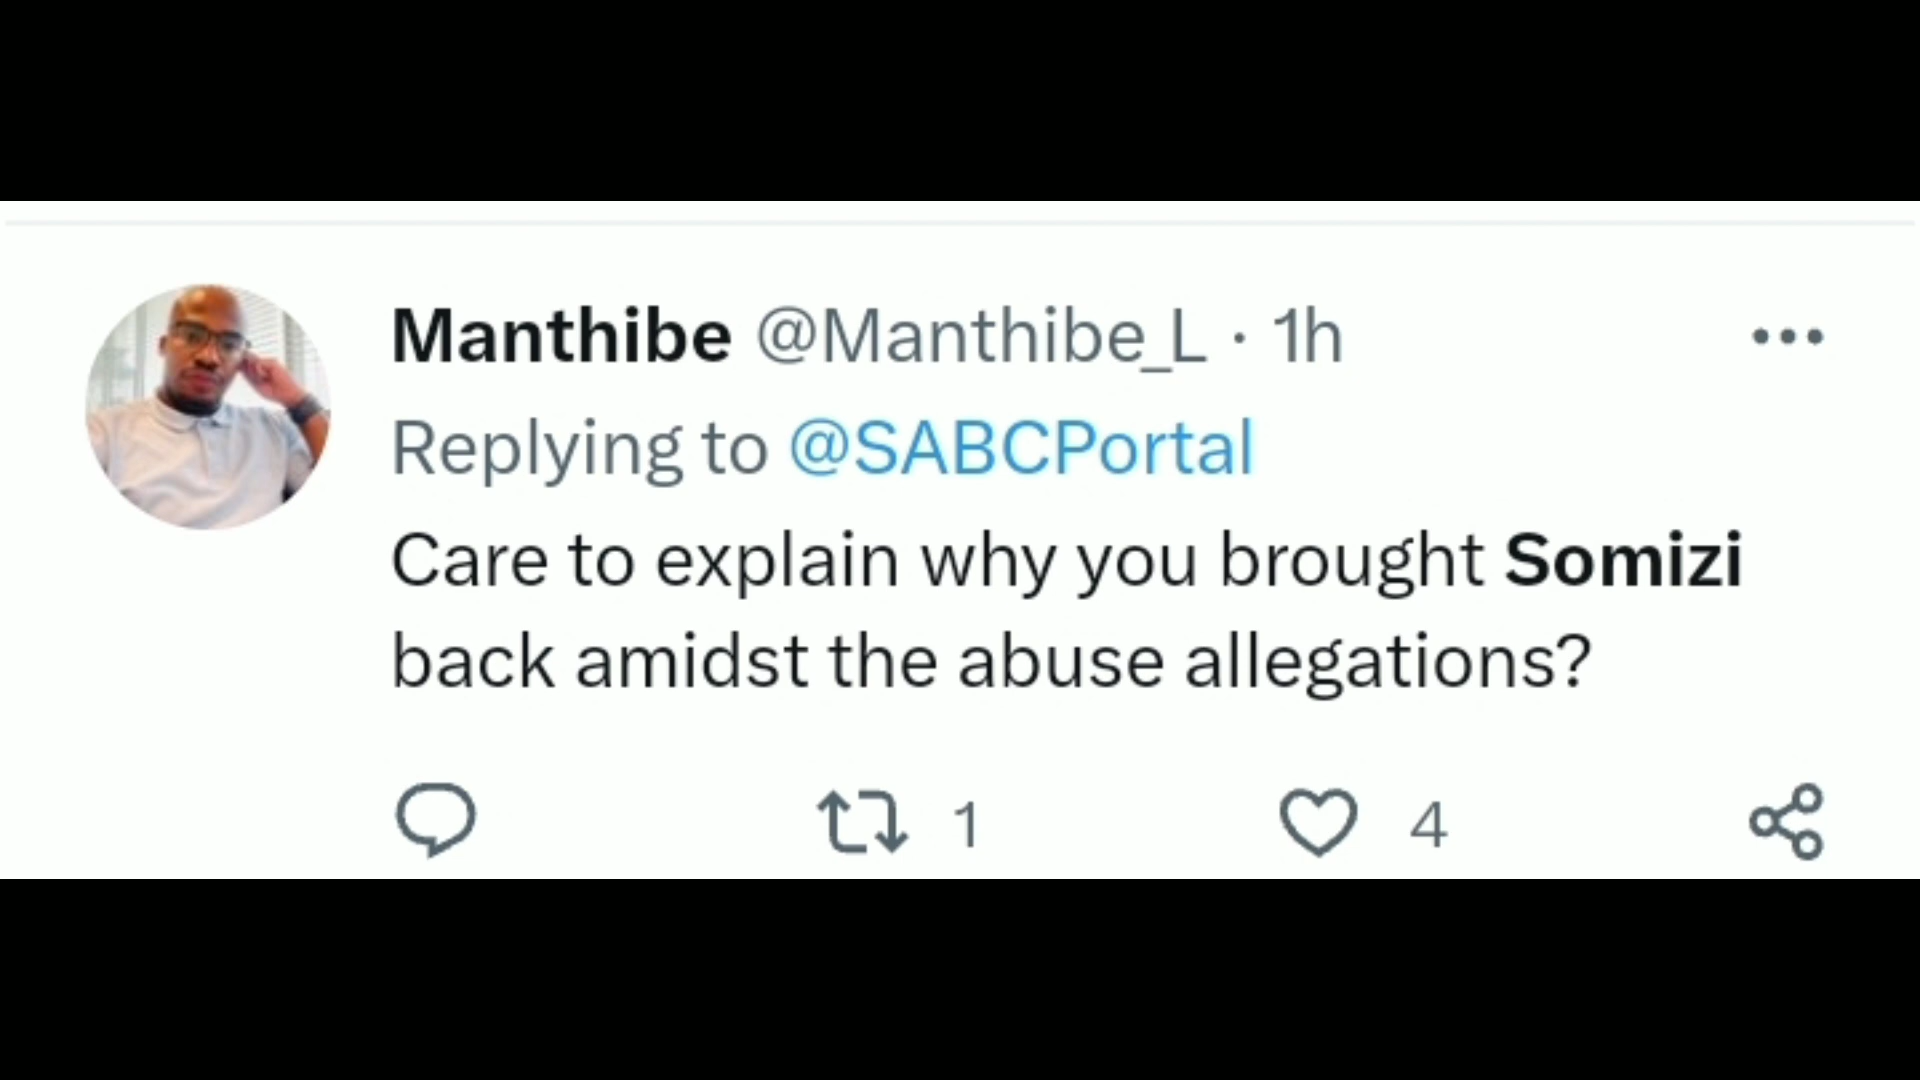 Manthibe @Manthibe_L · 1h
Replying to @SABCPortal
Care to explain why you brought Somizi
back amidst the abuse allegations?
1 4